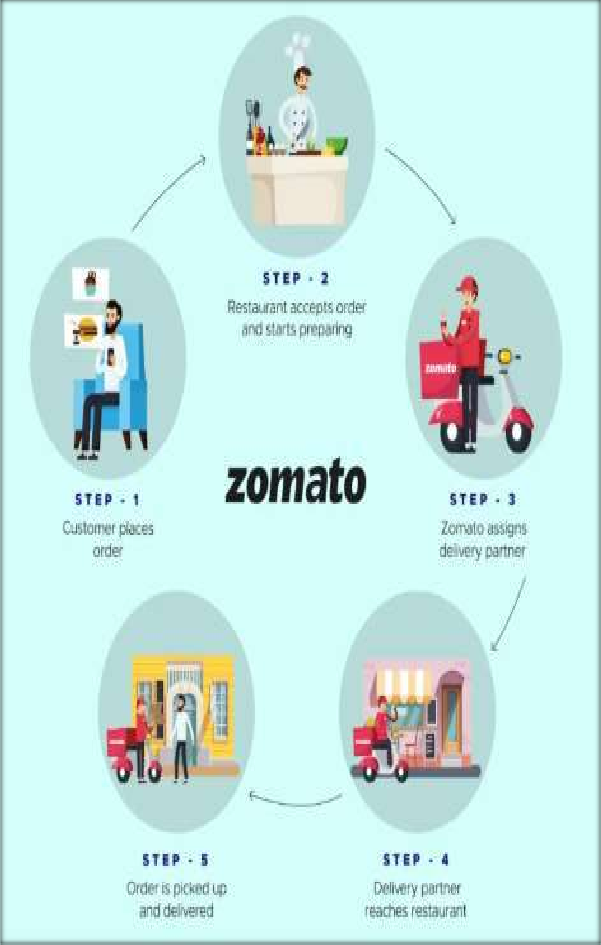 STEP - 1
Customer places
order
STEP - 2
Restaurant accepts order
and starts preparing
zomato
STEP - 3
Zomato assigns
delivery partner
zomato
STEP - 4
Delivery partner
reaches restaurant
STEP - 5
Order is picked up
and delivered